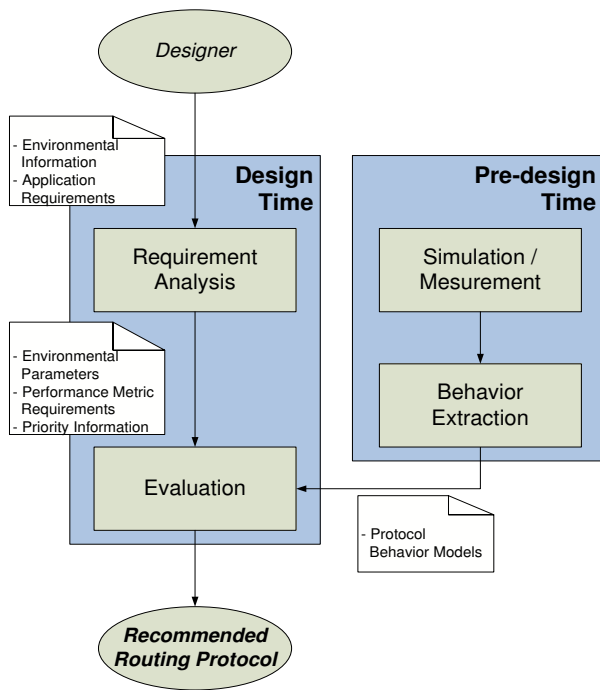 Designer
- Environmental
Information
- Application
Requirements
Design
Time
Pre-design
Time
Requirement
Analysis
Simulation /
Mesurement
- Environmental
Parameters
- Performance Metric
Requirements
- Priority Information
Behavior
Extraction
Evaluation
- Protocol
Behavior Models
Recommended
Routing Protocol